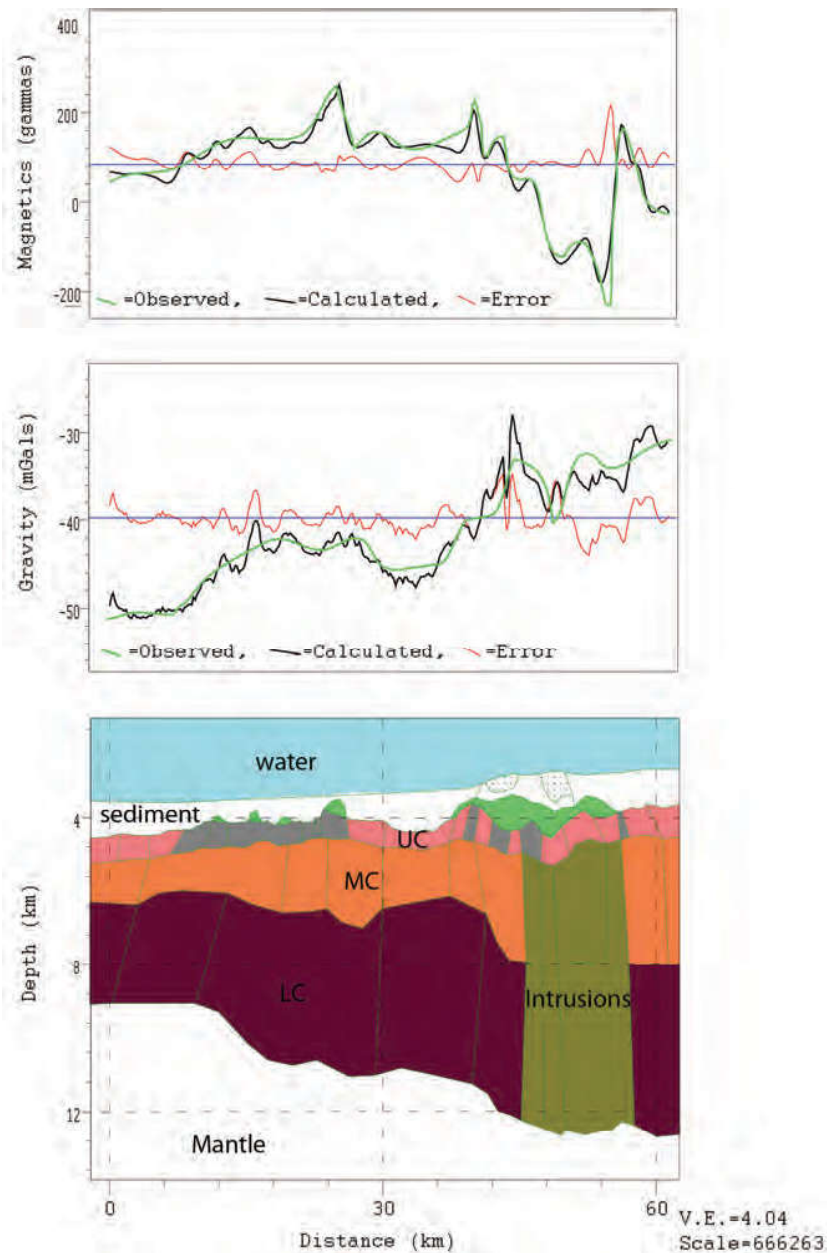 400
200
0
-200
Magnetics (gammas)
=Observed, =Calculated, =Error
-30
-40
-50
Gravity (mGals)
=Observed, =Calculated, =Error
water
sediment
UC
MC
LC
Intrusions
Mantle
4
8
12
Depth (km)
0 30 60
Distance (km)
V.E.=4.04
Scale=666263